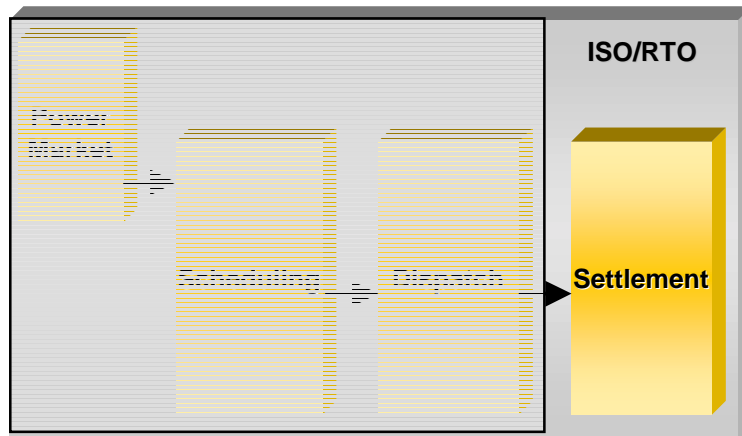 ISO/RTO
Power
Market
Scheduling
Dispatch
Settlement